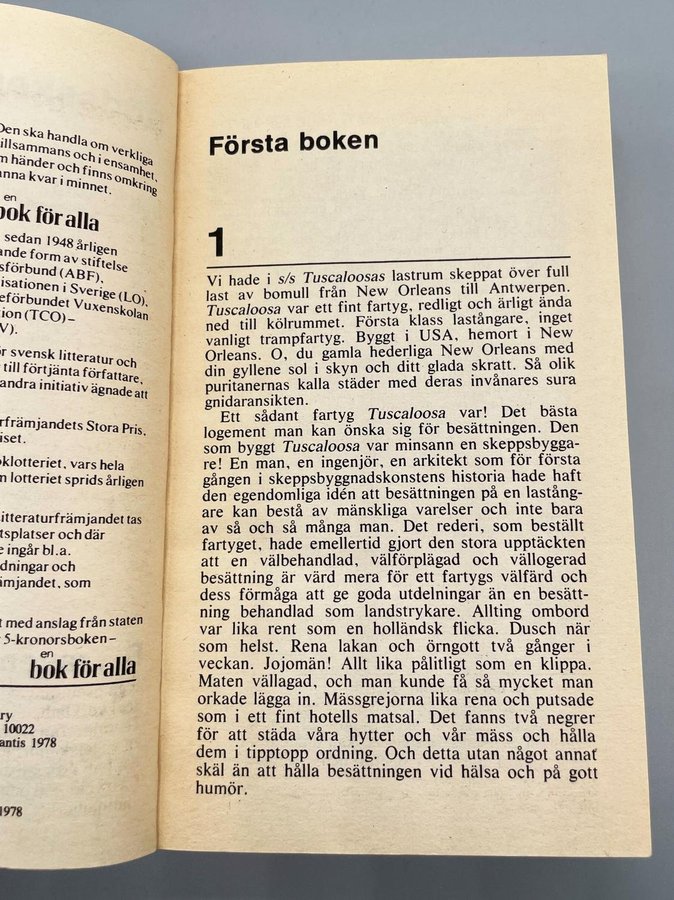 Den ska handla om verkliga
illsammans och i ensamhet,
m händer och finns omkring
anna kvar i minnet.
en
bok för alla
sedan 1948 årligen
ande form av stiftelse
sförbund (ABF),
isationen i Sverige (LO),
eförbundet Vuxenskolan
tion (TCO) –
V).
ör svensk litteratur och
till förtjänta författare,
andra initiativ ägnade att
urfrämjandets Stora Pris,
iset.
oklotteriet, vars hela
m lotteriet sprids årligen
Litteraturfrämjandet tas
etsplatser och där
e ingår bl.a.
dningar och
ämjandet, som
t med anslag från staten
5-kronorsboken –
en
bok för alla
ry
10022
antis 1978
1978
Första boken
1
Vi hade i s/s Tuscaloosas lastrum skeppat över full
last av bomull från New Orleans till Antwerpen.
Tuscaloosa var ett fint fartyg, redligt och ärligt ända
ned till kölrummet. Första klass lastångare, inget
vanligt trampfartyg. Byggt i USA, hemort i New
Orleans. O, du gamla hederliga New Orleans med
din gyllene sol i skyn och ditt glada skratt. Så olik
puritanernas kalla städer med deras invånares sura
gnidaransikten.
Ett sådant fartyg Tuscaloosa var! Det bästa
logement man kan önska sig för besättningen. Den
som byggt Tuscaloosa var minsann en skeppsbygga-
re! En man, en ingenjör, en arkitekt som för första
gången i skeppsbyggnadskonstens historia hade haft
den egendomliga idén att besättningen på en lastång-
are kan bestå av mänskliga varelser och inte bara
av så och så många man. Det rederi, som beställt
fartyget, hade emellertid gjort den stora upptäckten
att en välbehandlad, välförplägad och vällogerad
besättning är värd mera för ett fartygs välfärd och
dess förmåga att ge goda utdelningar än en besätt-
ning behandlad som landstrykare. Allting ombord
var lika rent som en holländsk flicka. Dusch när
som helst. Rena lakan och örngott två gånger i
veckan. Jojomän! Allt lika pålitligt som en klippa.
Maten vällagad, och man kunde få så mycket man
orkade lägga in. Mässgrejorna lika rena och putsade
som i ett fint hotells matsal. Det fanns två negrer
för att städa våra hytter och vår mäss och hålla
dem i tipptopp ordning. Och detta utan något annat
skäl än att hålla besättningen vid hälsa och på gott
humör.